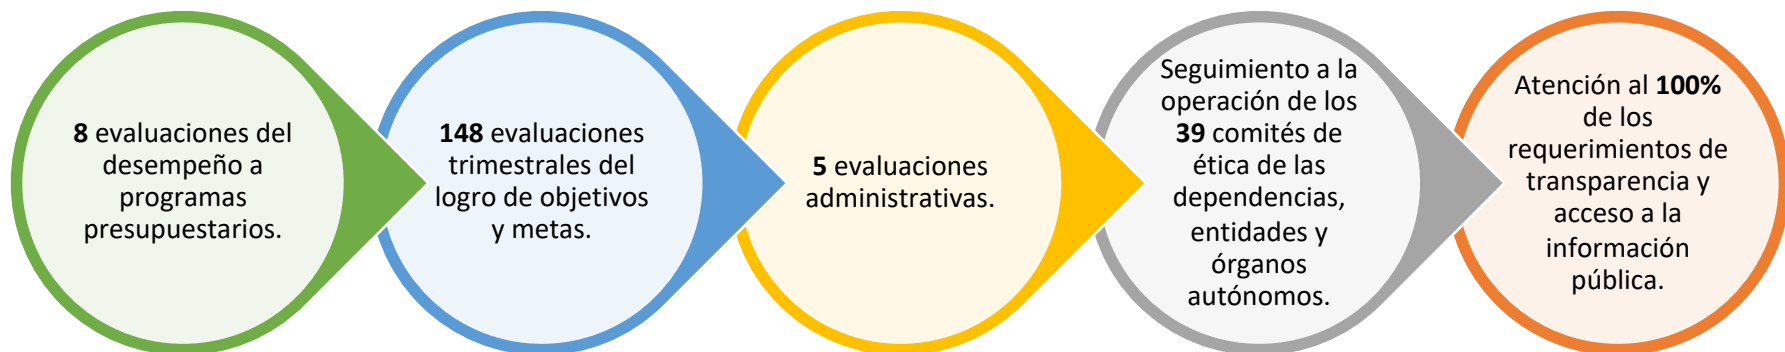 8 evaluaciones del
desempeño a
programas
presupuestarios.
148 evaluaciones
trimestrales del
logro de objetivos
y metas.
5 evaluaciones
administrativas.
Seguimiento a la
operación de los
39 comités de
ética de las
dependencias,
entidades y
órganos
autónomos.
Atención al 100%
de los
requerimientos de
transparencia y
acceso a la
información
pública.